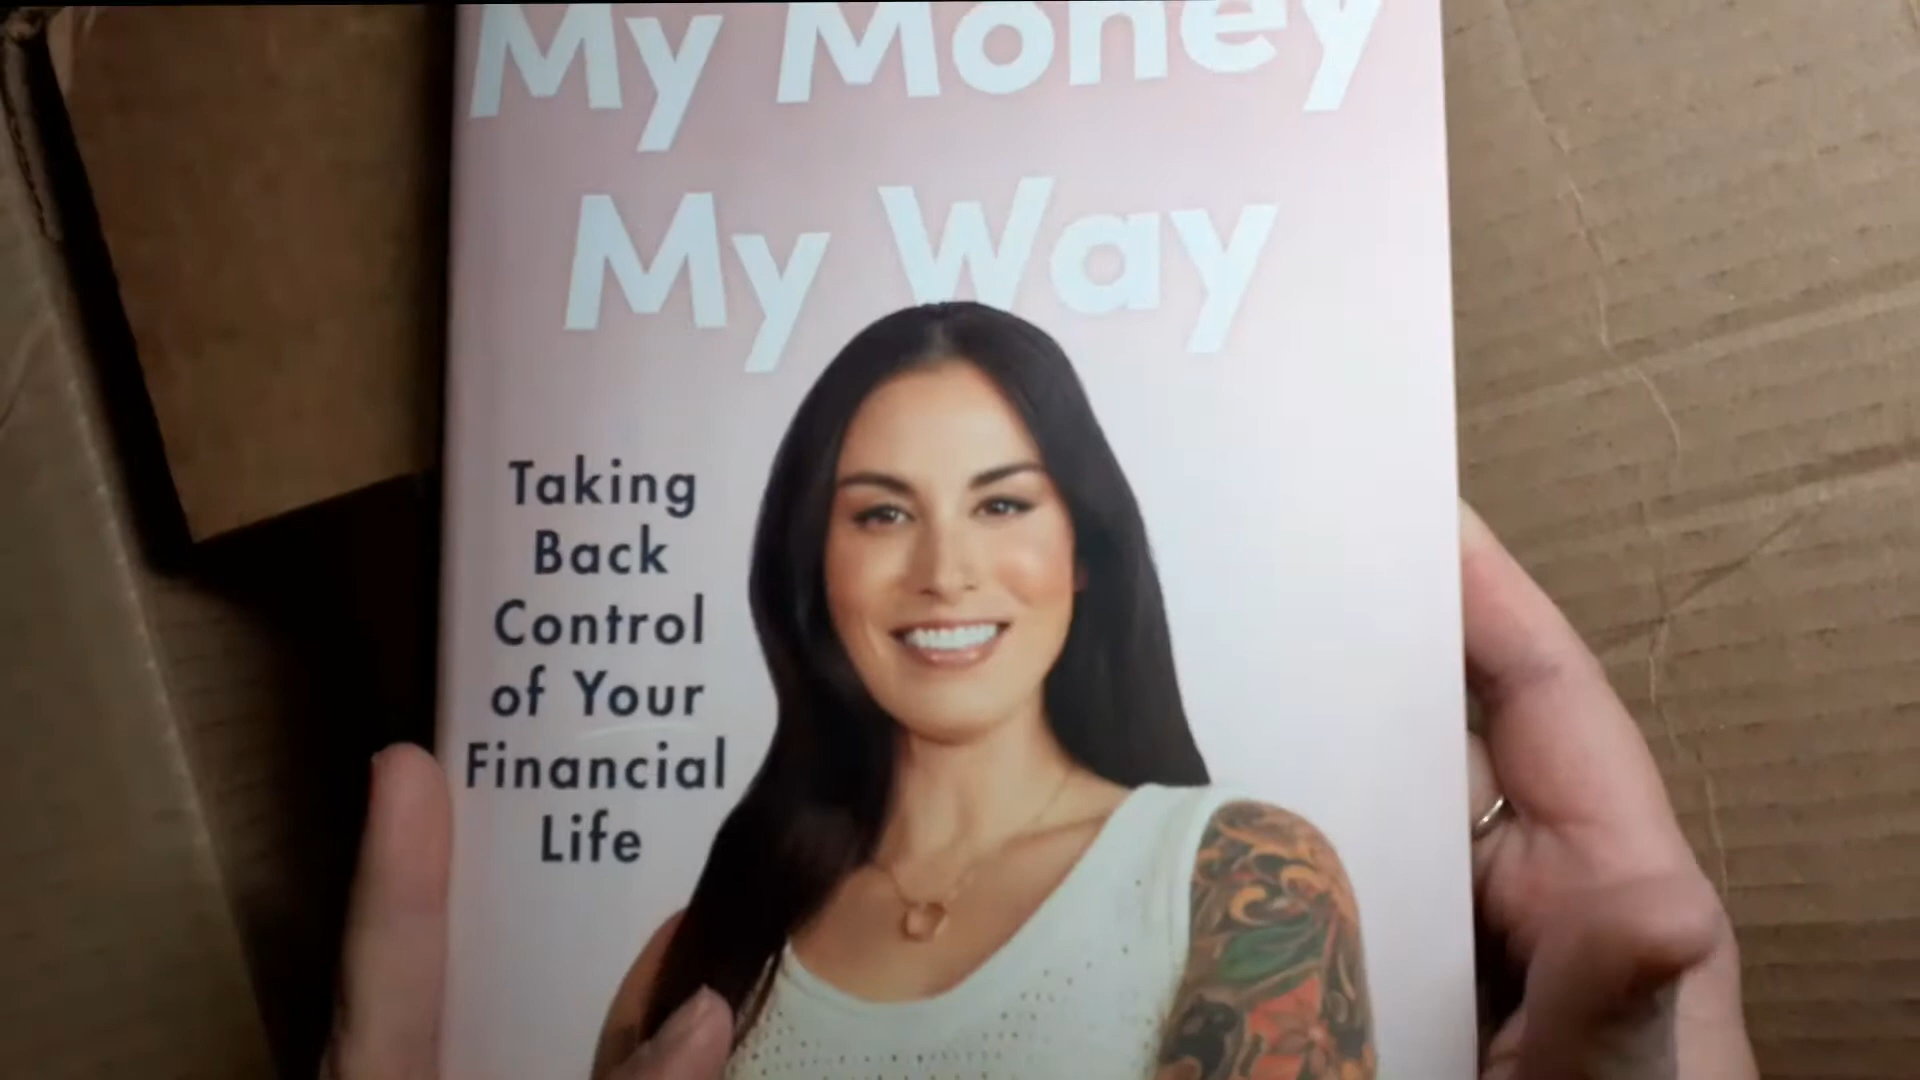 My Money
My Way
Taking
Back
Control
of Your
Financial
Life